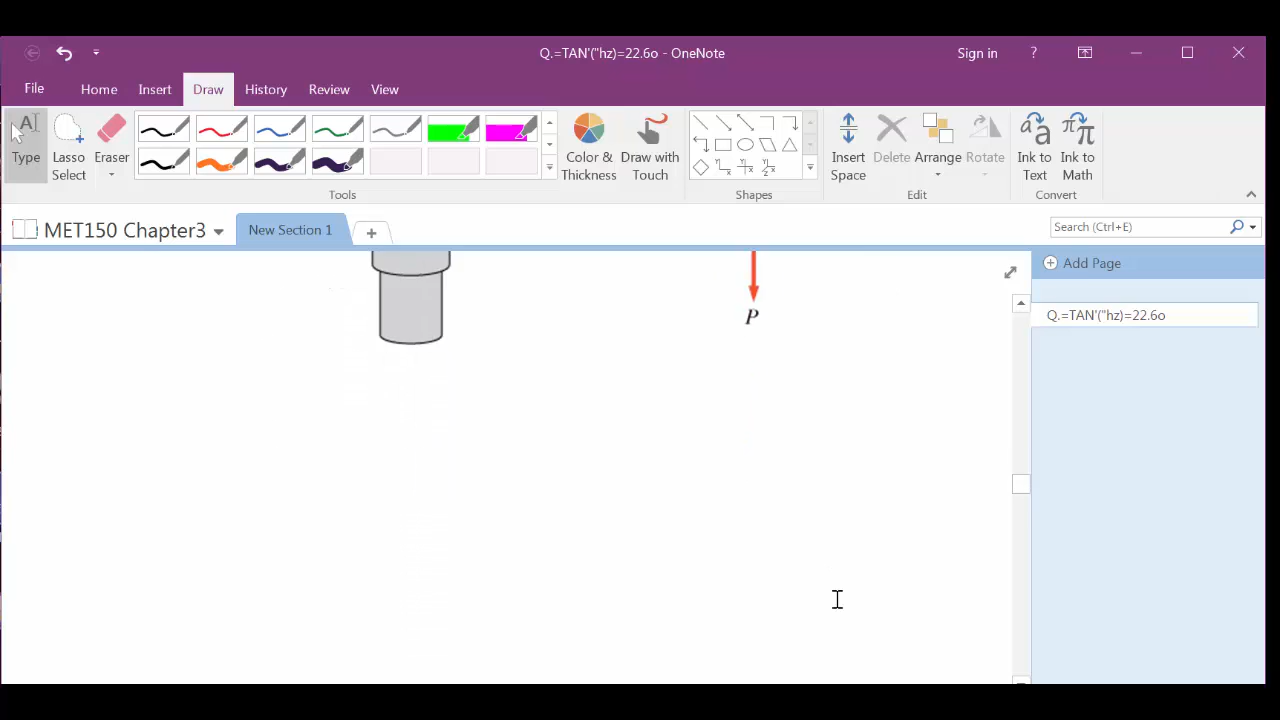 Q.=TAN'("hz)=22.6o - OneNote
Sign in
?
File
Home
Insert
Draw
History
Review
View
Type
Lasso Select
Eraser
Color & Thickness
Draw with Touch
Insert Space
Delete
Arrange
Rotate
Ink to Text
Ink to Math
Tools
Shapes
Edit
Convert
MET150 Chapter3
New Section 1
Search (Ctrl+E)
Add Page
Q.=TAN'("hz)=22.6o
P